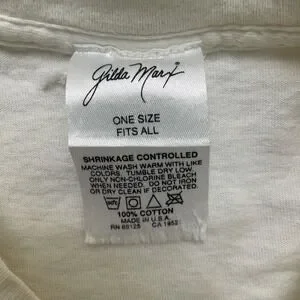 Gilda Marx
ONE SIZE
FITS ALL
SHRINKAGE CONTROLLED
MACHINE WASH WARM WITH LIKE
COLORS. TUMBLE DRY LOW.
ONLY NON-CHLORINE BLEACH
WHEN NEEDED. DO NOT IRON
OR DRY CLEAN IF DECORATED.
100% COTTON
MADE IN U.S.A.
RN 65125 CA